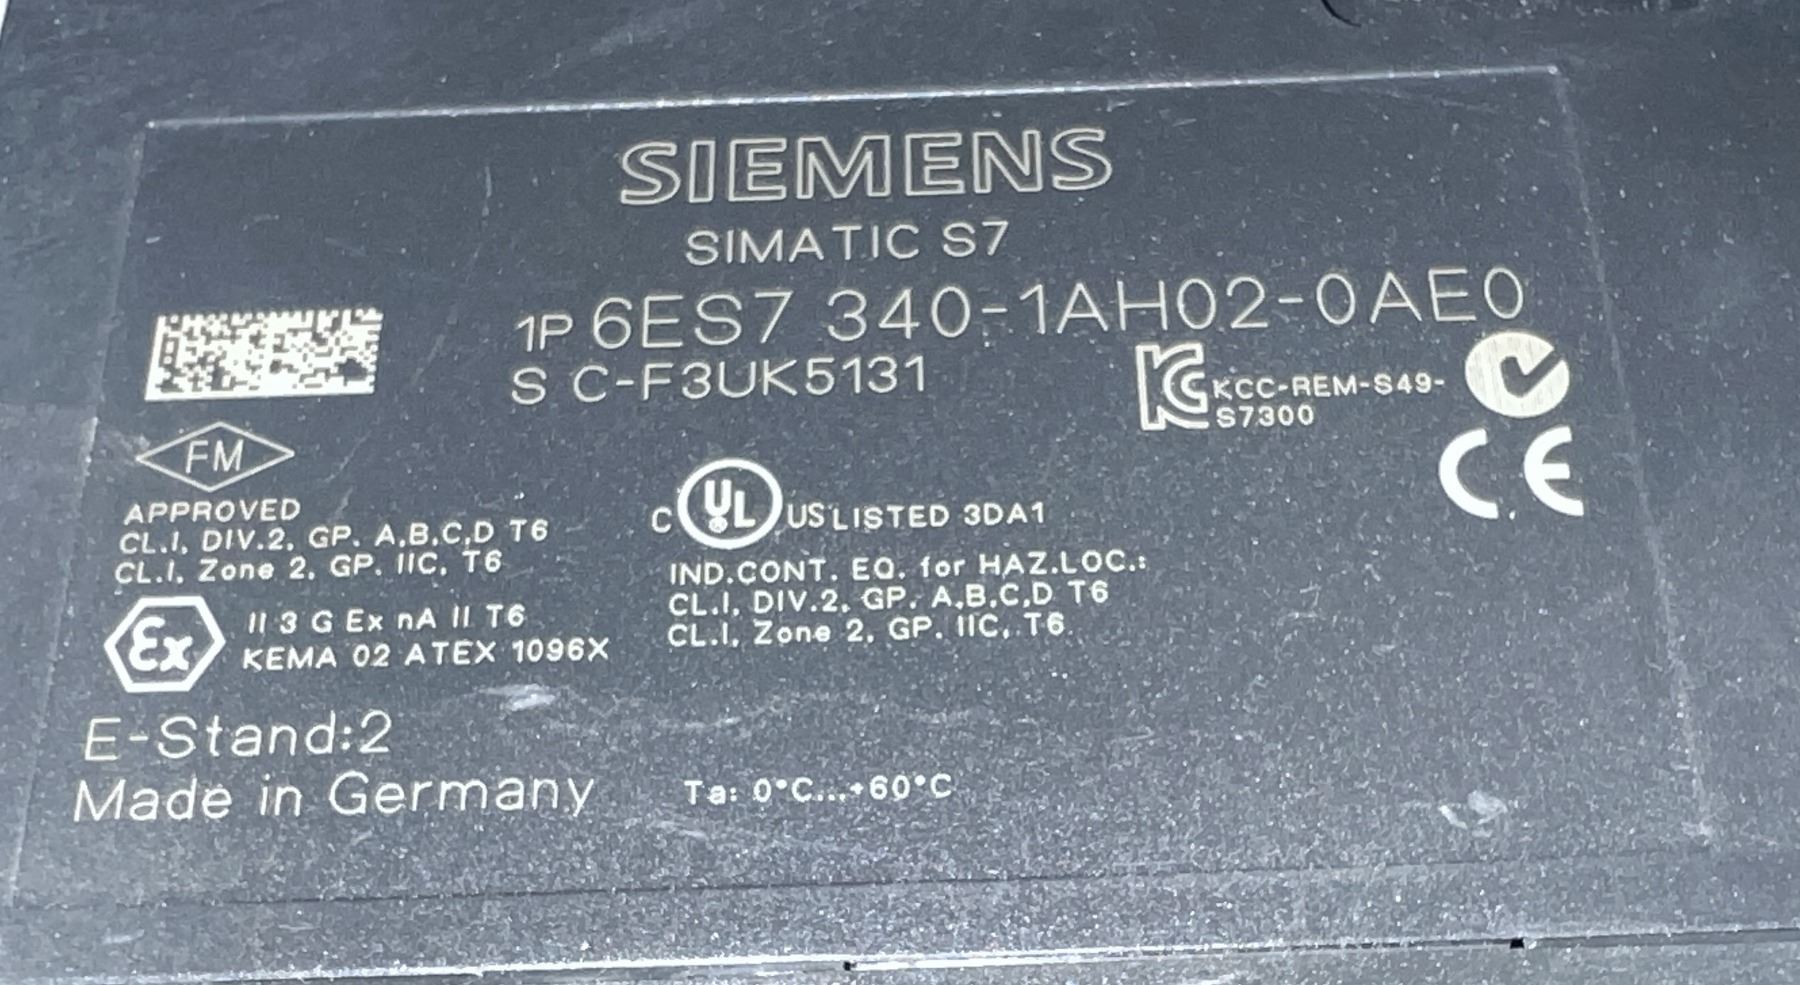 SIEMENS
SIMATIC S7
1P 6ES7 340-1AH02-0AE0
S C-F3UK5131
KCC-REM-S49-
S7300
FM
APPROVED
CL.I, DIV.2, GP. A,B,C,D T6
CL.I, Zone 2, GP. IIC, T6
C UL US LISTED 3DA1
IND.CONT. EQ. for HAZ.LOC.:
CL.I, DIV.2, GP. A,B,C,D T6
CL.I, Zone 2, GP. IIC, T6
Ex II 3 G Ex nA II T6
KEMA 02 ATEX 1096X
CE
E-Stand:2
Made in Germany
Ta: 0°C...+60°C